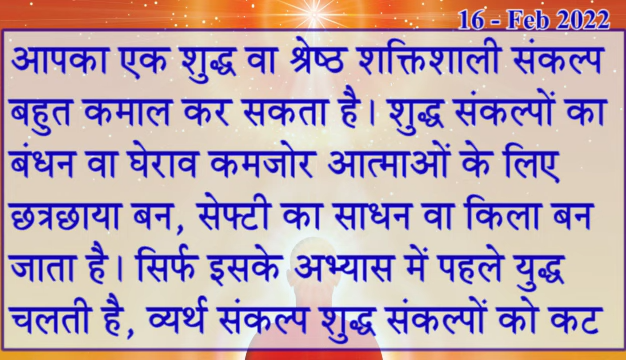 16 - Feb 2022
आपका एक शुद्ध वा श्रेष्ठ शक्तिशाली संकल्प
बहुत कमाल कर सकता है। शुद्ध संकल्पों का
बंधन वा घेराव कमजोर आत्माओं के लिए
छत्रछाया बन, सेफ्टी का साधन वा किला बन
जाता है। सिर्फ इसके अभ्यास में पहले युद्ध
चलती है, व्यर्थ संकल्प शुद्ध संकल्पों को कट